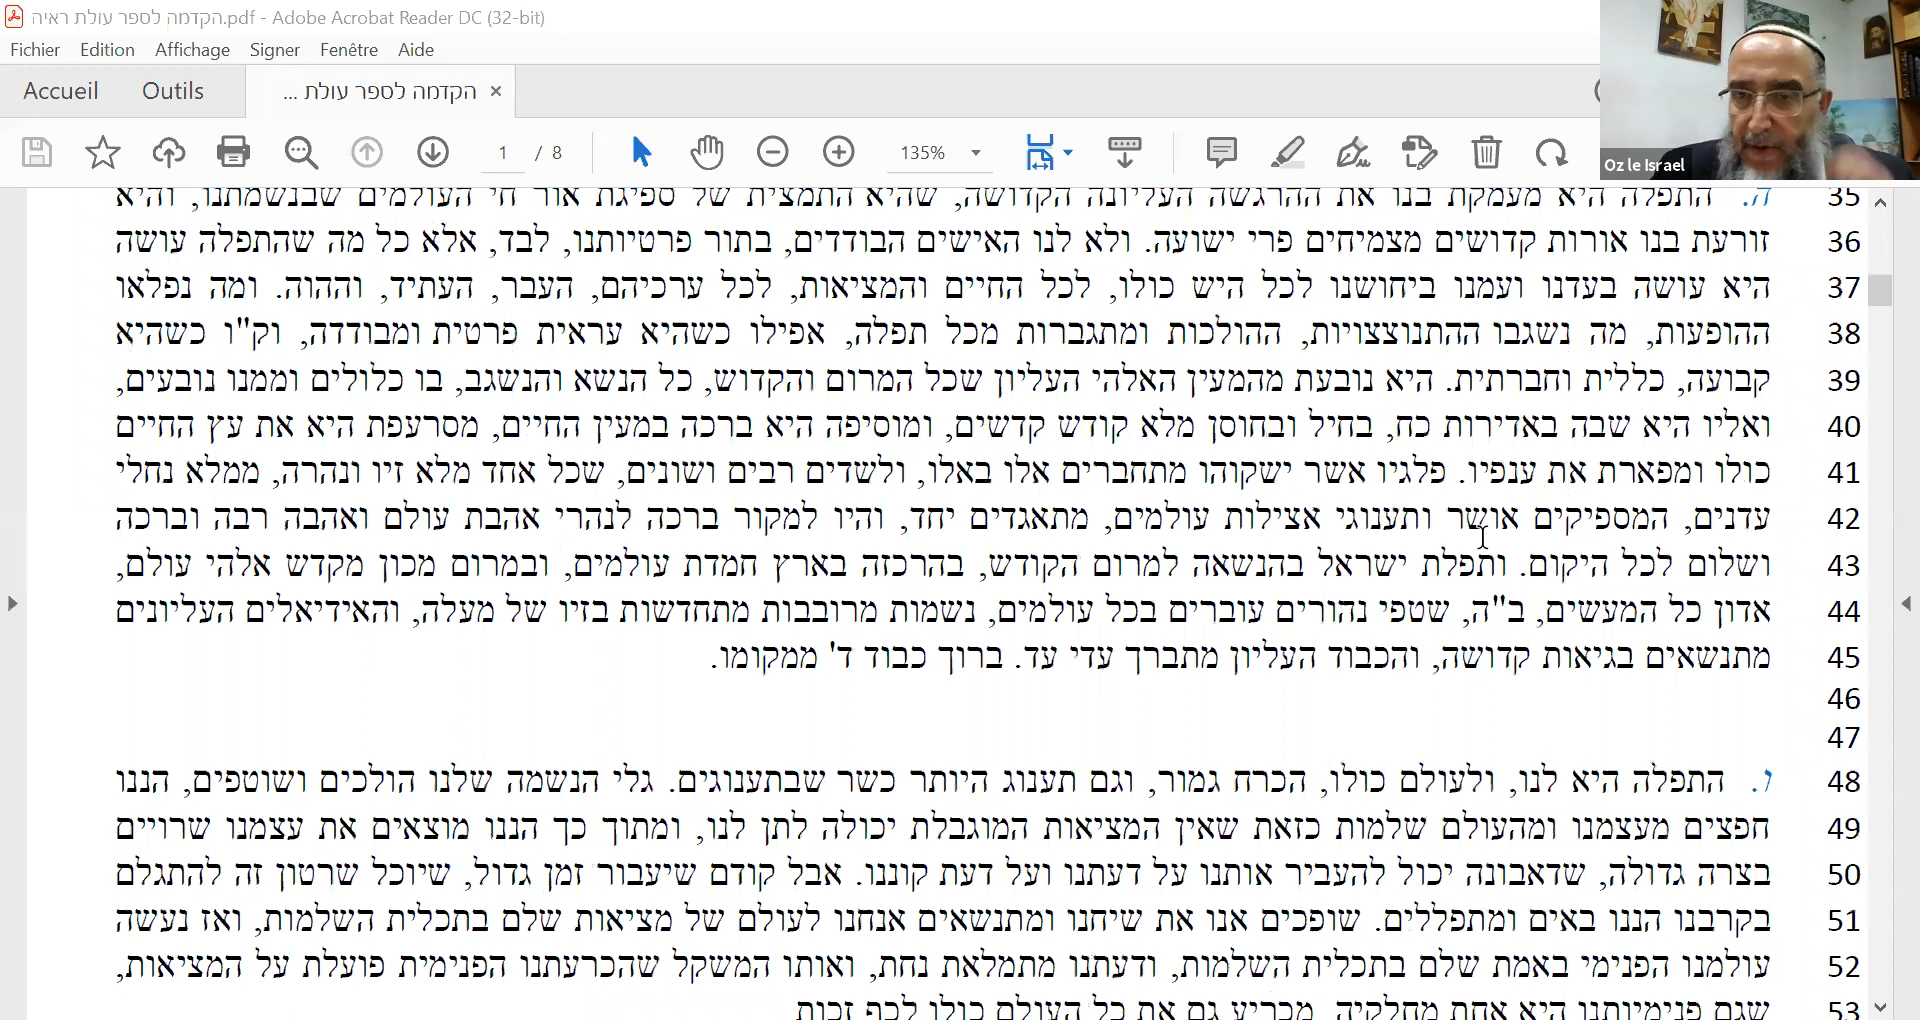 הקדמה לספר עולת ראיה.pdf - Adobe Acrobat Reader DC (32-bit)
Fichier Edition Affichage Signer Fenêtre Aide
Accueil Outils הקדמה לספר עולת ... ×
1 / 8 135%
Oz le Israel
ה. התפלה היא מעמקת בנו את ההרגשה העליונה הקדושה, שהיא התמצית של ספיגת אור חי העולמים שבנשמתנו, והיא 35
זורעת בנו אורות קדושים מצמיחים פרי ישועה. ולא לנו האישים הבודדים, בתור פרטיותנו, לבד, אלא כל מה שהתפלה עושה 36
היא עושה בעדנו ועמנו ביחושנו לכל היש כולו, לכל החיים והמציאות, לכל ערכיהם, העבר, העתיד, וההוה. ומה נפלאו 37
ההופעות, מה נשגבו ההתנוצצויות, ההולכות ומתגברות מכל תפלה, אפילו כשהיא עראית פרטית ומבודדה, וק"ו כשהיא 38
קבועה, כללית וחברתית. היא נובעת מהמעין האלהי העליון שכל המרום והקדוש, כל הנשא והנשגב, בו כלולים וממנו נובעים, 39
ואליו היא שבה באדירות כח, בחיל ובחוסן מלא קודש קדשים, ומוסיפה היא ברכה במעין החיים, מסרעפת היא את עץ החיים 40
כולו ומפארת את ענפיו. פלגיו אשר ישקוהו מתחברים אלו באלו, ולשדים רבים ושונים, שכל אחד מלא זיו ונהרה, ממלא נחלי 41
עדנים, המספיקים אושר ותענוגי אצילות עולמים, מתאגדים יחד, והיו למקור ברכה לנהרי אהבת עולם ואהבה רבה וברכה 42
ושלום לכל היקום. ותפלת ישראל בהנשאה למרום הקודש, בהרכזה בארץ חמדת עולמים, ובמרום מכון מקדש אלהי עולם, 43
אדון כל המעשים, ב"ה, שטפי נהורים עוברים בכל עולמים, נשמות מרובבות מתחדשות בזיו של מעלה, והאידיאלים העליונים 44
מתנשאים בגיאות קדושה, והכבוד העליון מתברך עדי עד. ברוך כבוד ד' ממקומו. 45
46
47
ו. התפלה היא לנו, ולעולם כולו, הכרח גמור, וגם תענוג היותר כשר שבתענוגים. גלי הנשמה שלנו הולכים ושוטפים, הננו 48
חפצים מעצמנו ומהעולם שלמות כזאת שאין המציאות המוגבלת יכולה לתן לנו, ומתוך כך הננו מוצאים את עצמנו שרויים 49
בצרה גדולה, שדאבונה יכול להעביר אותנו על דעתנו ועל דעת קוננו. אבל קודם שיעבור זמן גדול, שיוכל שרטון זה להתגלם 50
בקרבנו הננו באים ומתפללים. שופכים אנו את שיחנו ומתנשאים אנחנו לעולם של מציאות שלם בתכלית השלמות, ואז נעשה 51
עולמנו הפנימי באמת שלם בתכלית השלמות, ודעתנו מתמלאת נחת, ואותו המשקל שהכרעתנו הפנימית פועלת על המציאות, 52
שגם פנימיותנו היא אחת מחלקיה, מכריע גם את כל העולם כולו לכף זכות 53